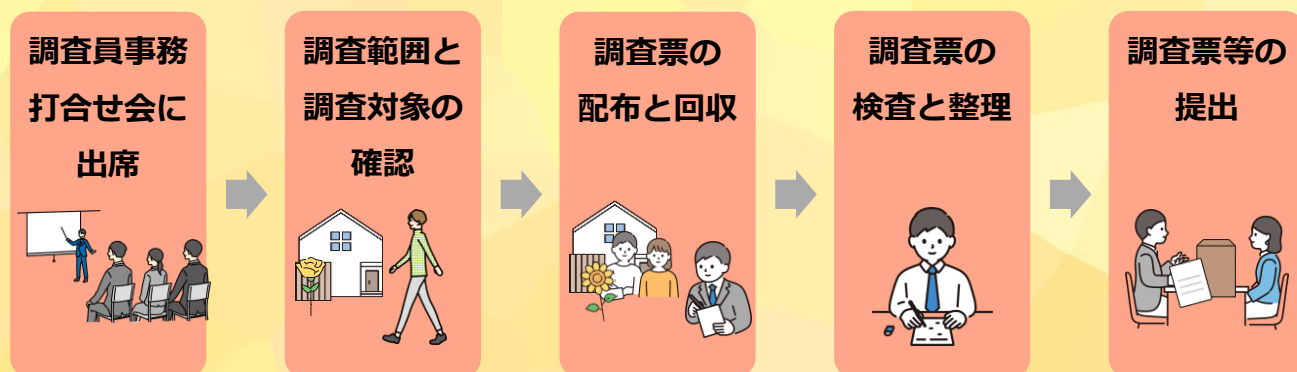 調査員事務
打合せ会に
出席
調査範囲と
調査対象の
確認
調査票の
配布と回収
調査票の
検査と整理
調査票等の
提出